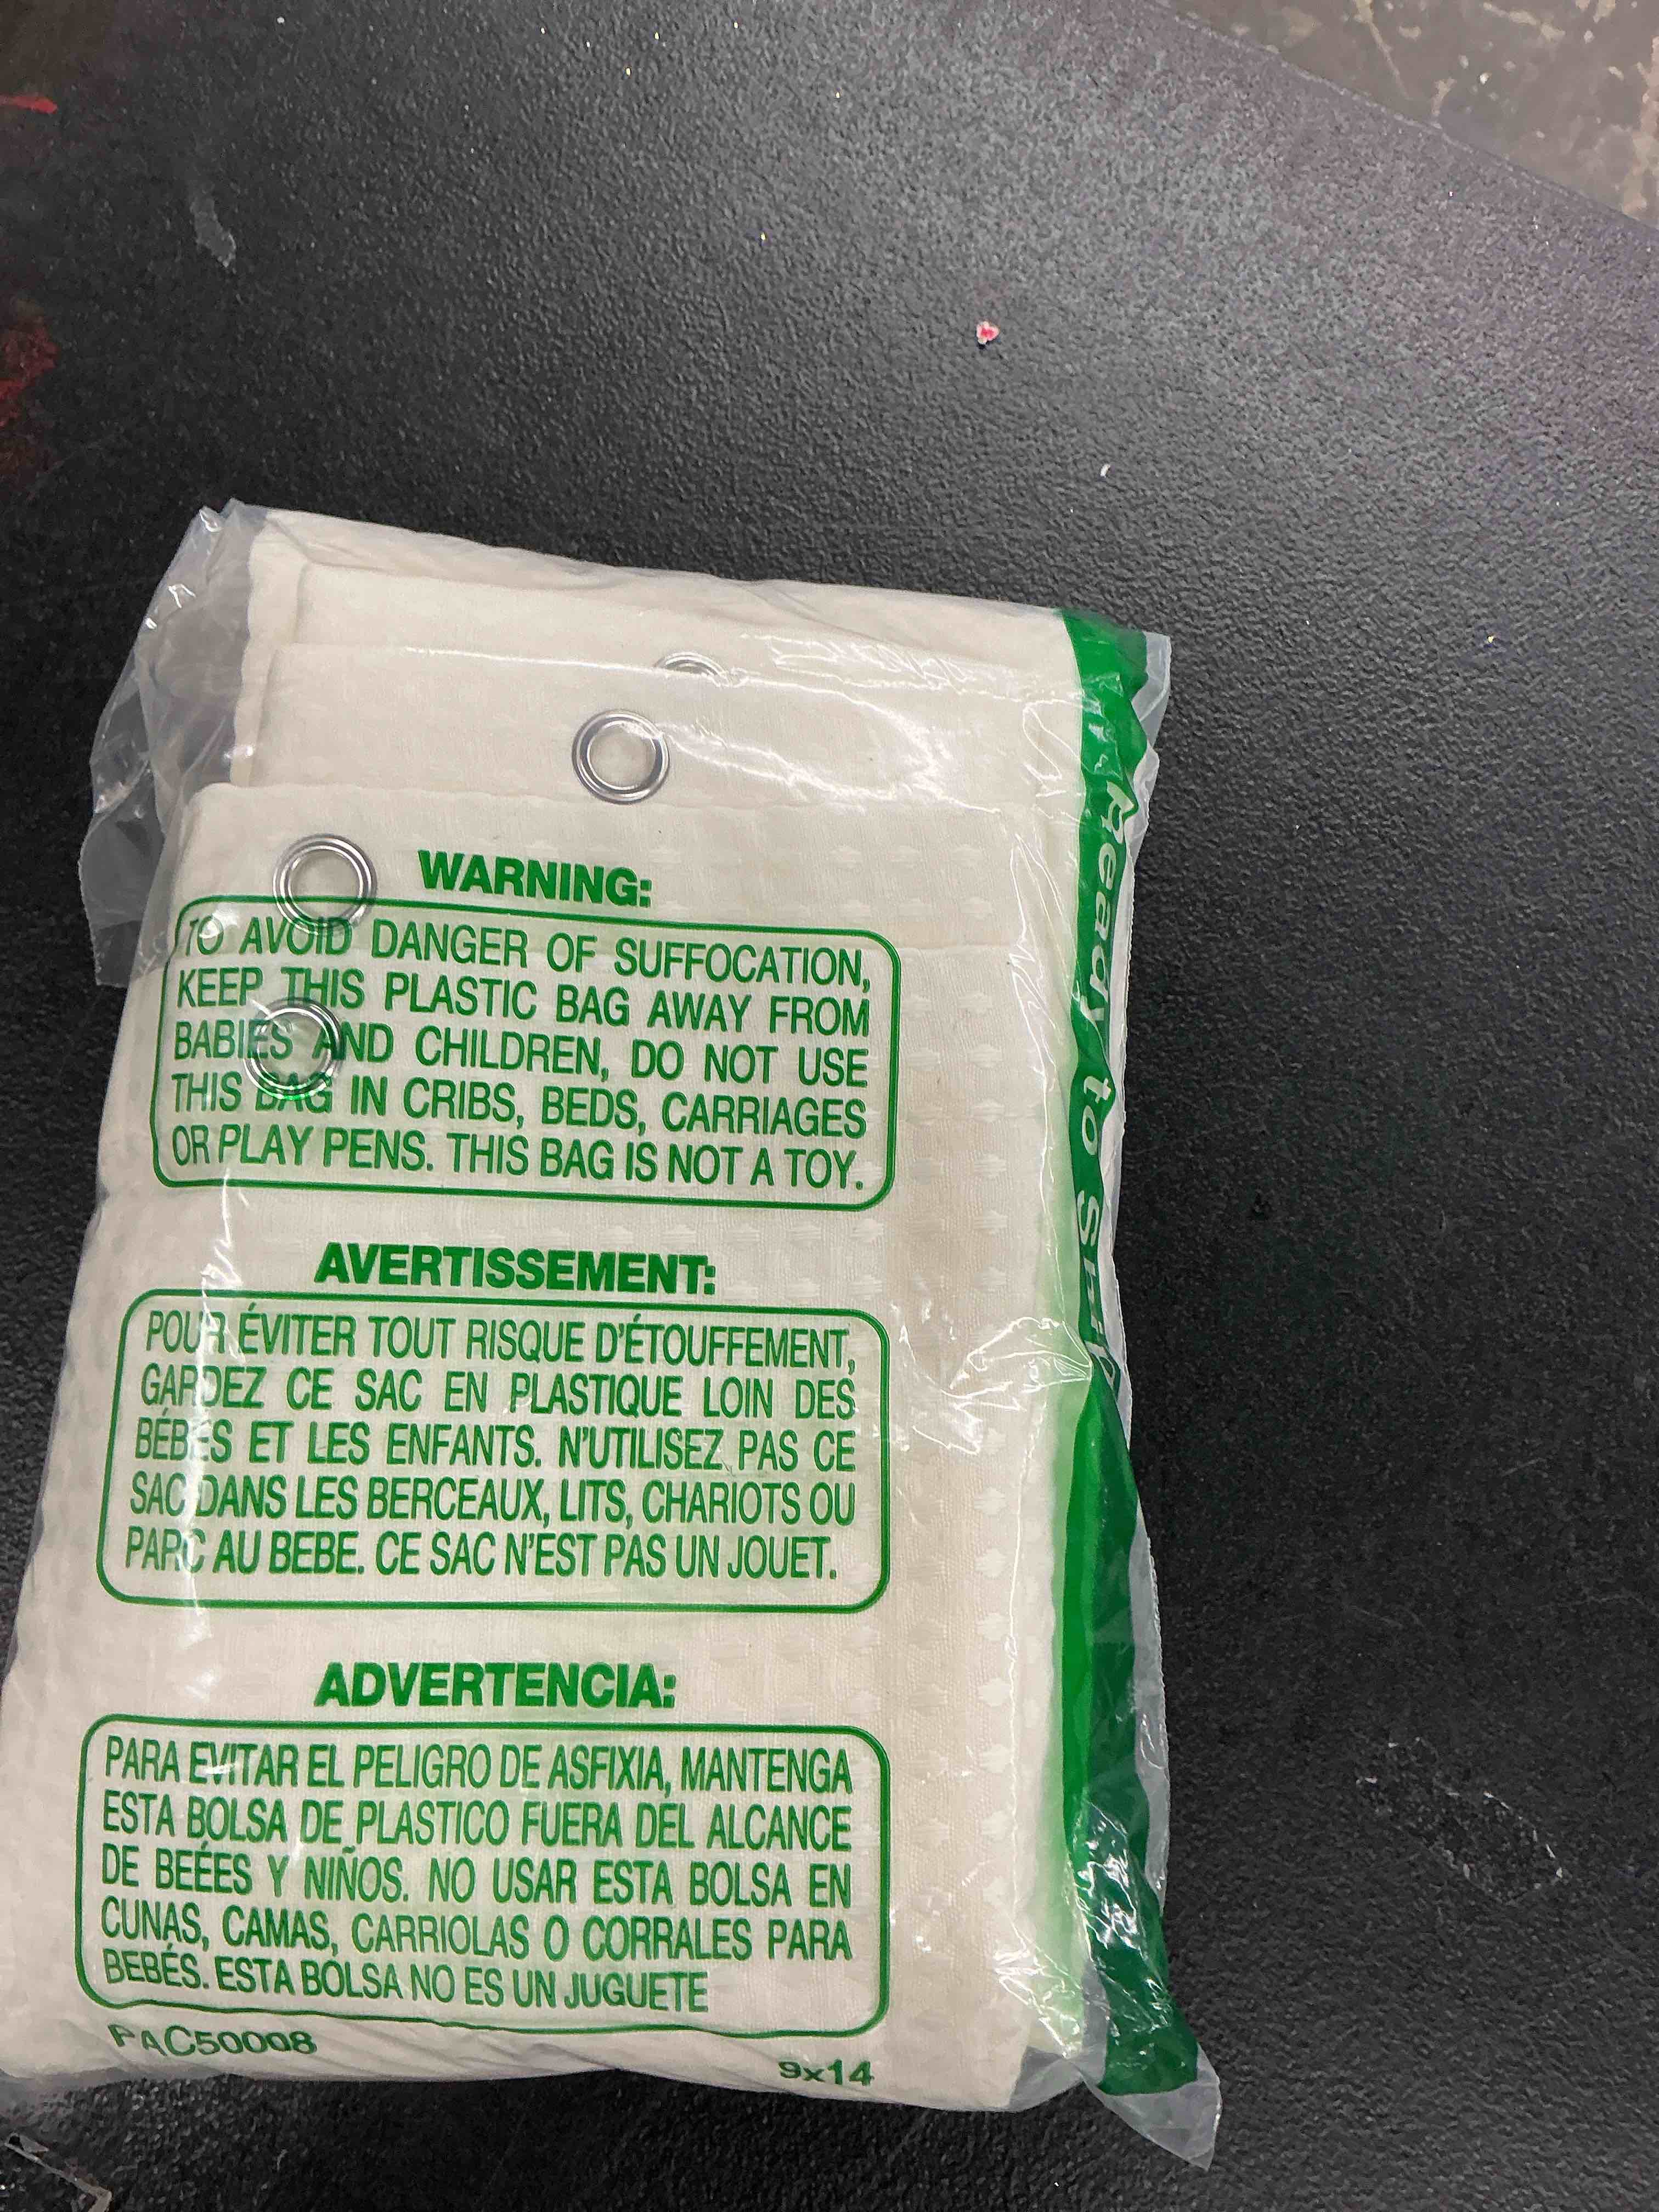 WARNING:
TO AVOID DANGER OF SUFFOCATION,
KEEP THIS PLASTIC BAG AWAY FROM
BABIES AND CHILDREN, DO NOT USE
THIS BAG IN CRIBS, BEDS, CARRIAGES
OR PLAY PENS. THIS BAG IS NOT A TOY.
AVERTISSEMENT:
POUR ÉVITER TOUT RISQUE D'ÉTOUFFEMENT,
GARDEZ CE SAC EN PLASTIQUE LOIN DES
BÉBÉS ET LES ENFANTS. N'UTILISEZ PAS CE
SAC DANS LES BERCEAUX, LITS, CHARIOTS OU
PARC AU BEBE. CE SAC N'EST PAS UN JOUET.
ADVERTENCIA:
PARA EVITAR EL PELIGRO DE ASFIXIA, MANTENGA
ESTA BOLSA DE PLASTICO FUERA DEL ALCANCE
DE BEÉES Y NIÑOS. NO USAR ESTA BOLSA EN
CUNAS, CAMAS, CARRIOLAS O CORRALES PARA
BEBÉS. ESTA BOLSA NO ES UN JUGUETE
PAC50008
9x14
Ready to Ship